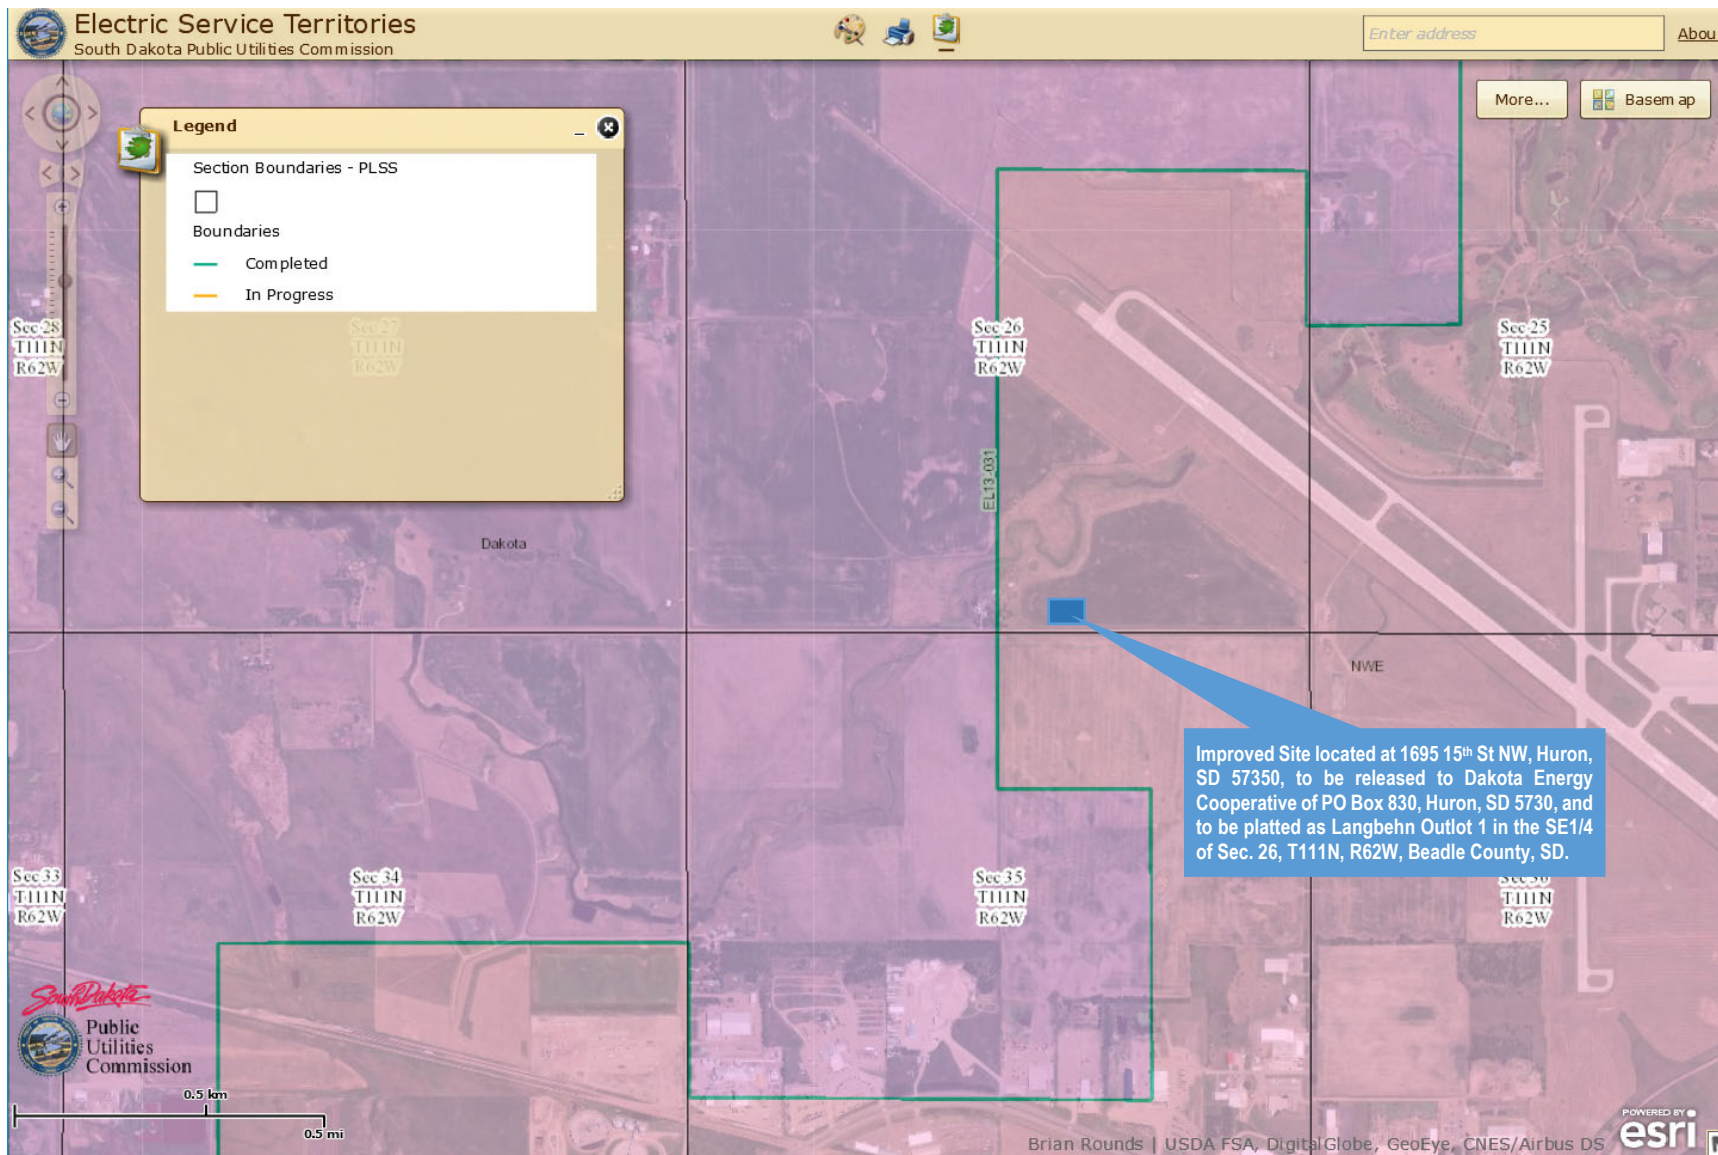 Electric Service Territories
South Dakota Public Utilities Commission
Enter address
Abou
More...
Basemap
Legend
Section Boundaries - PLSS
Boundaries
Completed
In Progress
Sec 28
T111N
R62W
Sec 27
T111N
R62W
Sec 26
T111N
R62W
Sec 25
T111N
R62W
EL13-031
Dakota
NWE
Improved Site located at 1695 15th St NW, Huron,
SD 57350, to be released to Dakota Energy
Cooperative of PO Box 830, Huron, SD 5730, and
to be platted as Langbehn Outlot 1 in the SE1/4
of Sec. 26, T111N, R62W, Beadle County, SD.
Sec 33
T111N
R62W
Sec 34
T111N
R62W
Sec 35
T111N
R62W
Sec 36
T111N
R62W
South Dakota
Public
Utilities
Commission
0.5 km
0.5 mi
Brian Rounds | USDA FSA, DigitalGlobe, GeoEye, CNES/Airbus DS
POWERED BY
esri